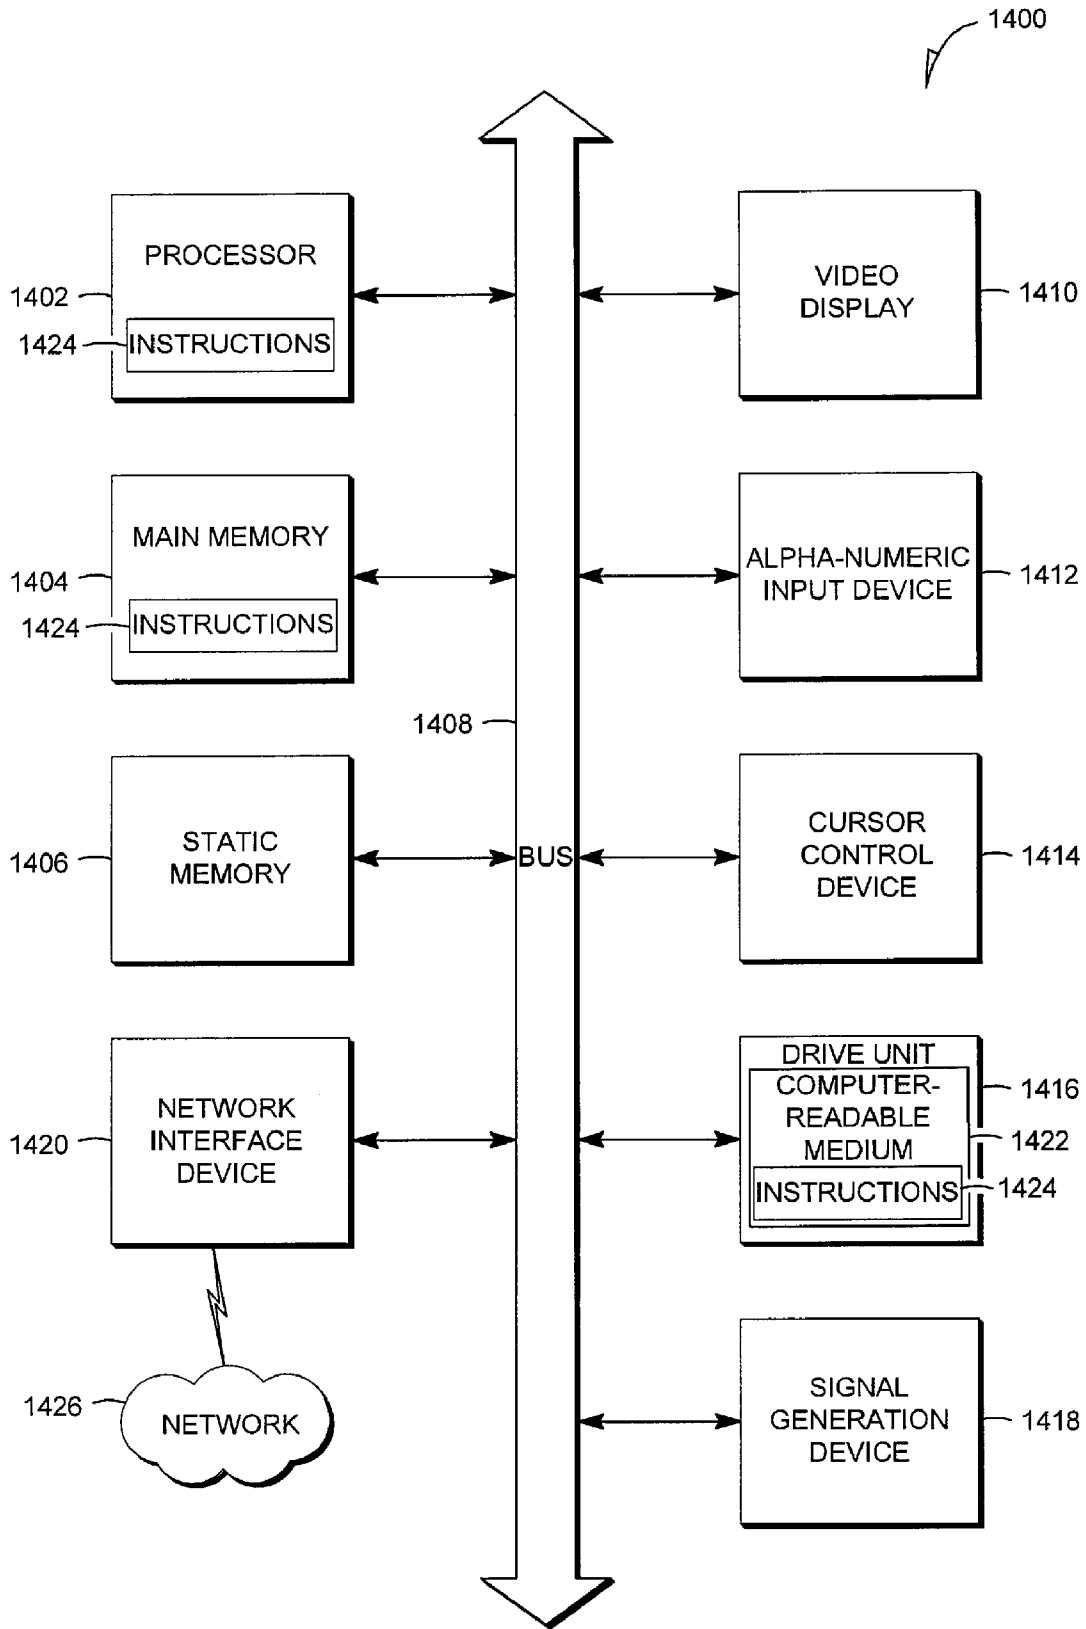 1400
PROCESSOR
1402
1424
INSTRUCTIONS
MAIN MEMORY
1404
1424
INSTRUCTIONS
1408
STATIC
MEMORY
1406
BUS
NETWORK
INTERFACE
DEVICE
1420
1426
NETWORK
VIDEO
DISPLAY
1410
ALPHA-NUMERIC
INPUT DEVICE
1412
CURSOR
CONTROL
DEVICE
1414
DRIVE UNIT
1416
COMPUTER-
READABLE
MEDIUM
1422
INSTRUCTIONS
1424
SIGNAL
GENERATION
DEVICE
1418